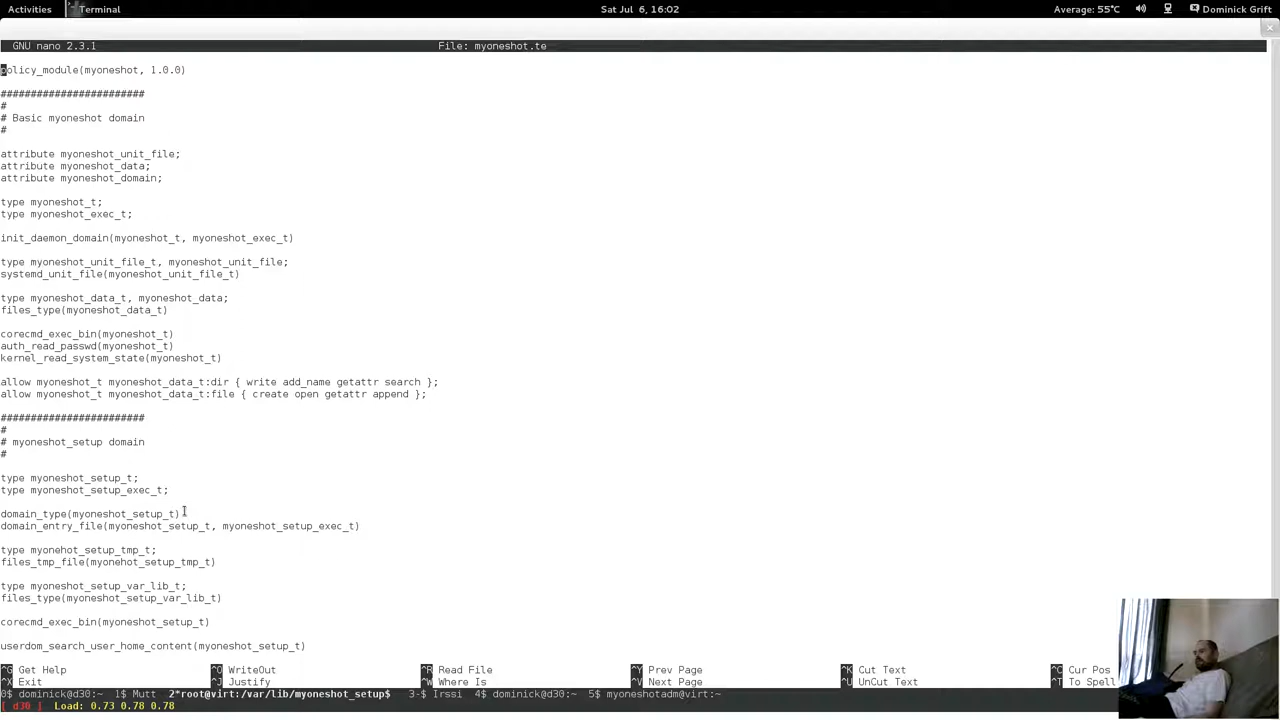 Activities Terminal Sat Jul 6, 16:02 Average: 55°C Dominick Grift
GNU nano 2.3.1 File: myoneshot.te
policy_module(myoneshot, 1.0.0)
########################
#
# Basic myoneshot domain
#
attribute myoneshot_unit_file;
attribute myoneshot_data;
attribute myoneshot_domain;
type myoneshot_t;
type myoneshot_exec_t;
init_daemon_domain(myoneshot_t, myoneshot_exec_t)
type myoneshot_unit_file_t, myoneshot_unit_file;
systemd_unit_file(myoneshot_unit_file_t)
type myoneshot_data_t, myoneshot_data;
files_type(myoneshot_data_t)
corecmd_exec_bin(myoneshot_t)
auth_read_passwd(myoneshot_t)
kernel_read_system_state(myoneshot_t)
allow myoneshot_t myoneshot_data_t:dir { write add_name getattr search };
allow myoneshot_t myoneshot_data_t:file { create open getattr append };
########################
#
# myoneshot_setup domain
#
type myoneshot_setup_t;
type myoneshot_setup_exec_t;
domain_type(myoneshot_setup_t)
domain_entry_file(myoneshot_setup_t, myoneshot_setup_exec_t)
type myonehot_setup_tmp_t;
files_tmp_file(myonehot_setup_tmp_t)
type myoneshot_setup_var_lib_t;
files_type(myoneshot_setup_var_lib_t)
corecmd_exec_bin(myoneshot_setup_t)
userdom_search_user_home_content(myoneshot_setup_t)
^G Get Help ^O WriteOut ^R Read File ^Y Prev Page ^K Cut Text ^C Cur Pos
^X Exit ^J Justify ^W Where Is ^V Next Page ^U UnCut Text ^T To Spell
0$ dominick@d30:~ 1$ Mutt 2*root@virt:/var/lib/myoneshot_setup$ 3-$ Irssi 4$ dominick@d30:~ 5$ myoneshotadm@virt:~
[ d30 ] Load: 0.73 0.78 0.78